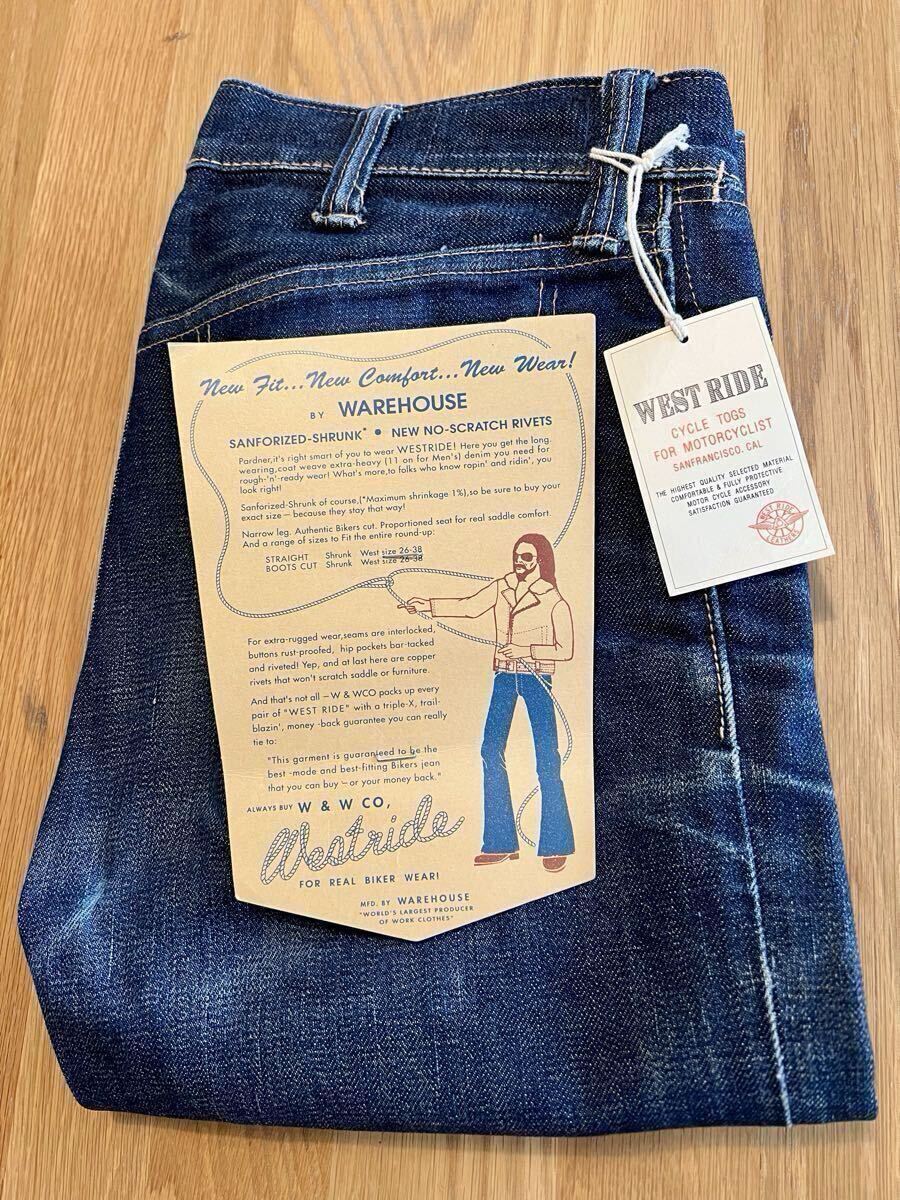 New Fit...New Comfort...New Wear!
BY WAREHOUSE
SANFORIZED-SHRUNK* • NEW NO-SCRATCH RIVETS
Pardner,it's right smart of you to wear WESTRIDE! Here you get the long.
wearing,coat weave extra-heavy (11 on for Men's) denim you need for
rough-'n'-ready wear! What's more,to folks who know ropin' and ridin', you
look right!
Sanforized-Shrunk of course,(*Maximum shrinkage 1%),so be sure to buy your
exact size — because they stay that way!
Narrow leg. Authentic Bikers cut. Proportioned seat for real saddle comfort.
And a range of sizes to Fit the entire round-up:
STRAIGHT Shrunk West size 26-38
BOOTS CUT Shrunk West size 26-38
For extra-rugged wear,seams are interlocked,
buttons rust-proofed, hip pockets bar-tacked
and riveted! Yep, and at last here are copper
rivets that won't scratch saddle or furniture.
And that's not all — W & WCO packs up every
pair of "WEST RIDE" with a triple-X, trail-
blazin', money -back guarantee you can really
tie to:
"This garment is guaranteed to be the
best -mode and best-fitting Bikers jean
that you can buy — or your money back."
ALWAYS BUY W & W CO,
Westride
FOR REAL BIKER WEAR!
MFD. BY WAREHOUSE
"WORLD'S LARGEST PRODUCER
OF WORK CLOTHES"
WEST RIDE
CYCLE TOGS
FOR MOTORCYCLIST
SANFRANCISCO. CAL
THE HIGHEST QUALITY SELECTED MATERIAL
COMFORTABLE & FULLY PROTECTIVE
MOTOR CYCLE ACCESSORY
SATISFACTION GUARANTEED
WEST RIDE
LEATHERS